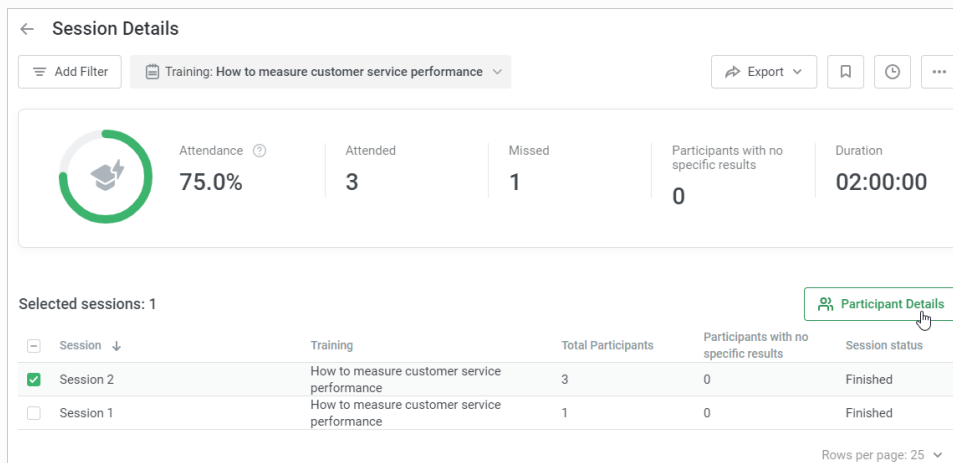 Session Details
Add Filter
Training: How to measure customer service performance
Export
Attendance
75.0%
Attended
3
Missed
1
Participants with no
specific results
0
Duration
02:00:00
Selected sessions: 1
Participant Details
Session
Training
Total Participants
Participants with no
specific results
Session status
Session 2
How to measure customer service
performance
3
0
Finished
Session 1
How to measure customer service
performance
1
0
Finished
Rows per page: 25